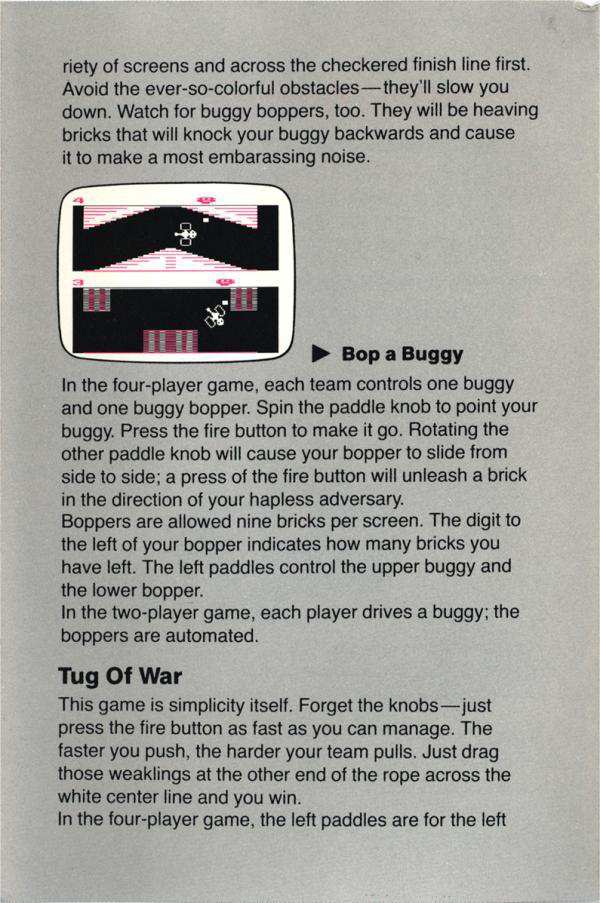 riety of screens and across the checkered finish line first.
Avoid the ever-so-colorful obstacles—they'll slow you
down. Watch for buggy boppers, too. They will be heaving
bricks that will knock your buggy backwards and cause
it to make a most embarassing noise.
4
3
▶ Bop a Buggy
In the four-player game, each team controls one buggy
and one buggy bopper. Spin the paddle knob to point your
buggy. Press the fire button to make it go. Rotating the
other paddle knob will cause your bopper to slide from
side to side; a press of the fire button will unleash a brick
in the direction of your hapless adversary.
Boppers are allowed nine bricks per screen. The digit to
the left of your bopper indicates how many bricks you
have left. The left paddles control the upper buggy and
the lower bopper.
In the two-player game, each player drives a buggy; the
boppers are automated.
Tug Of War
This game is simplicity itself. Forget the knobs—just
press the fire button as fast as you can manage. The
faster you push, the harder your team pulls. Just drag
those weaklings at the other end of the rope across the
white center line and you win.
In the four-player game, the left paddles are for the left